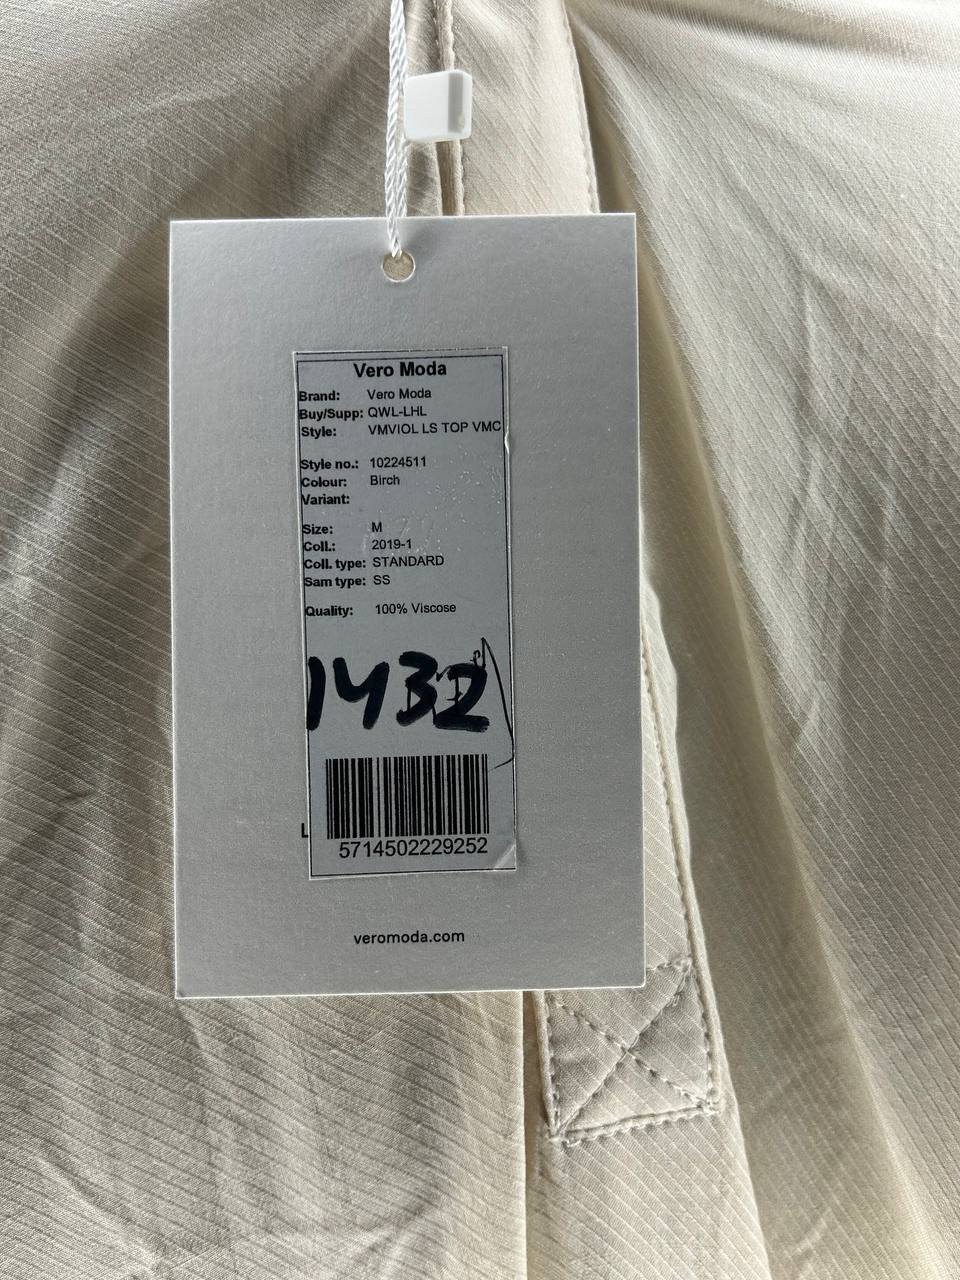 Vero Moda
Brand: Vero Moda
Buy/Supp: QWL-LHL
Style: VMVIOL LS TOP VMC
Style no.: 10224511
Colour: Birch
Variant:
Size: M
Coll.: 2019-1
Coll. type: STANDARD
Sam type: SS
Quality: 100% Viscose
1432
L
5714502229252
veromoda.com